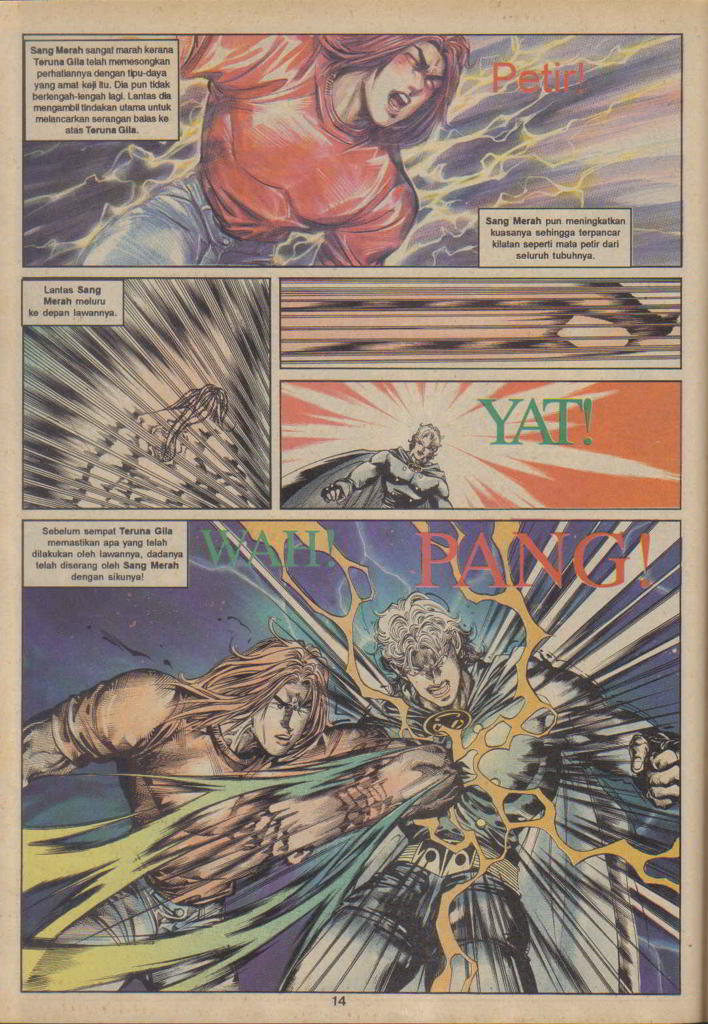 Sang Merah sangat marah kerana
Teruna Gila telah memesongkan
perhatiannya dengan tipu-daya
yang amat keji itu. Dia pun tidak
berlengah-lengah lagi. Lantas dia
mengambil tindakan utama untuk
melancarkan serangan balas ke
atas Teruna Gila.
Petir!
Sang Merah pun meningkatkan
kuasanya sehingga terpancar
kilatan seperti mata petir dari
seluruh tubuhnya.
Lantas Sang
Merah meluru
ke depan lawannya.
YAT!
Sebelum sempat Teruna Gila
memastikan apa yang telah
dilakukan oleh lawannya, dadanya
telah diserang oleh Sang Merah
dengan sikunya!
WAH!
PANG!
14